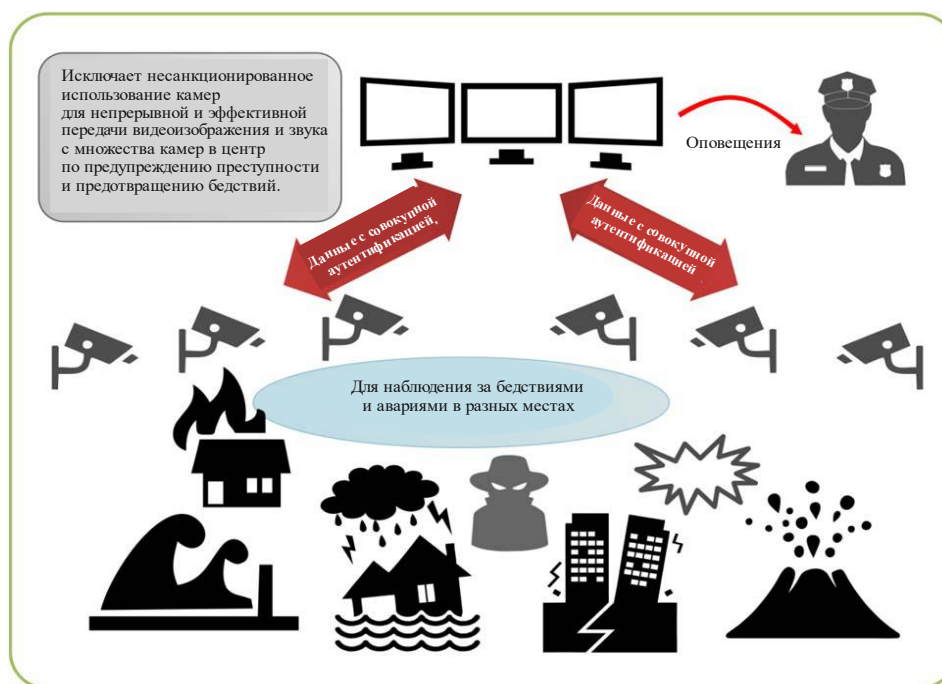 Исключает несанкционированное
использование камер
для непрерывной и эффективной
передачи видеоизображения и звука
с множества камер в центр
по предупреждению преступности
и предотвращению бедствий.
Оповещения
Данные с совокупной
аутентификацией,
Данные с совокупной
аутентификацией
Для наблюдения за бедствиями
и авариями в разных местах